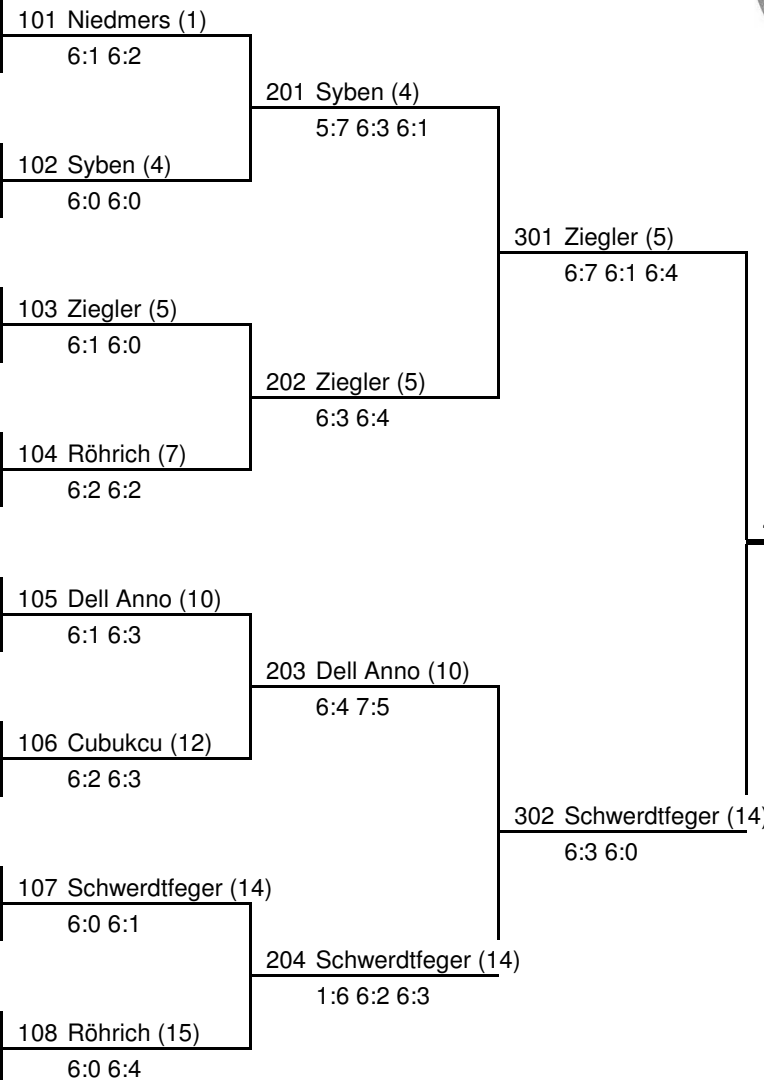 101 Niedmers (1)
6:1 6:2
201 Syben (4)
5:7 6:3 6:1
102 Syben (4)
6:0 6:0
301 Ziegler (5)
6:7 6:1 6:4
103 Ziegler (5)
6:1 6:0
202 Ziegler (5)
6:3 6:4
104 Röhrich (7)
6:2 6:2
105 Dell Anno (10)
6:1 6:3
203 Dell Anno (10)
6:4 7:5
106 Cubukcu (12)
6:2 6:3
302 Schwerdtfeger (14)
6:3 6:0
107 Schwerdtfeger (14)
6:0 6:1
204 Schwerdtfeger (14)
1:6 6:2 6:3
108 Röhrich (15)
6:0 6:4